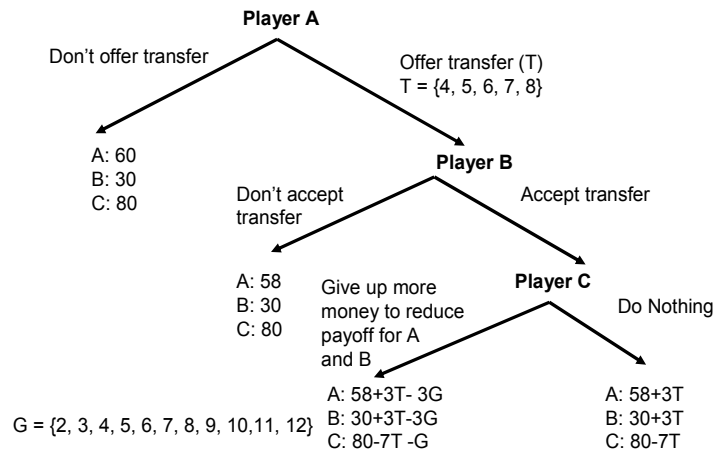 Player A
Don't offer transfer
Offer transfer (T)
T = {4, 5, 6, 7, 8}
A: 60
B: 30
C: 80
Player B
Don't accept
transfer
Accept transfer
A: 58
B: 30
C: 80
Player C
Give up more
money to reduce
payoff for A
and B
Do Nothing
A: 58+3T- 3G
B: 30+3T-3G
C: 80-7T -G
A: 58+3T
B: 30+3T
C: 80-7T
G = {2, 3, 4, 5, 6, 7, 8, 9, 10,11, 12}